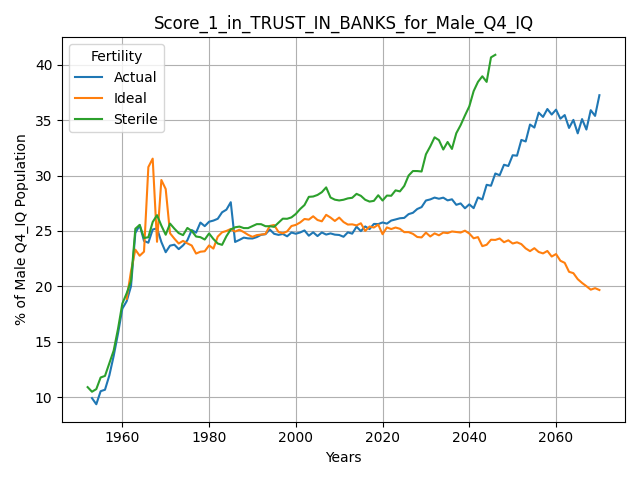 Score_1_in_TRUST_IN_BANKS_for_Male_Q4_IQ
Fertility
Actual
Ideal
Sterile
% of Male Q4_IQ Population
40
35
30
25
20
15
10
1960
1980
2000
2020
2040
2060
Years